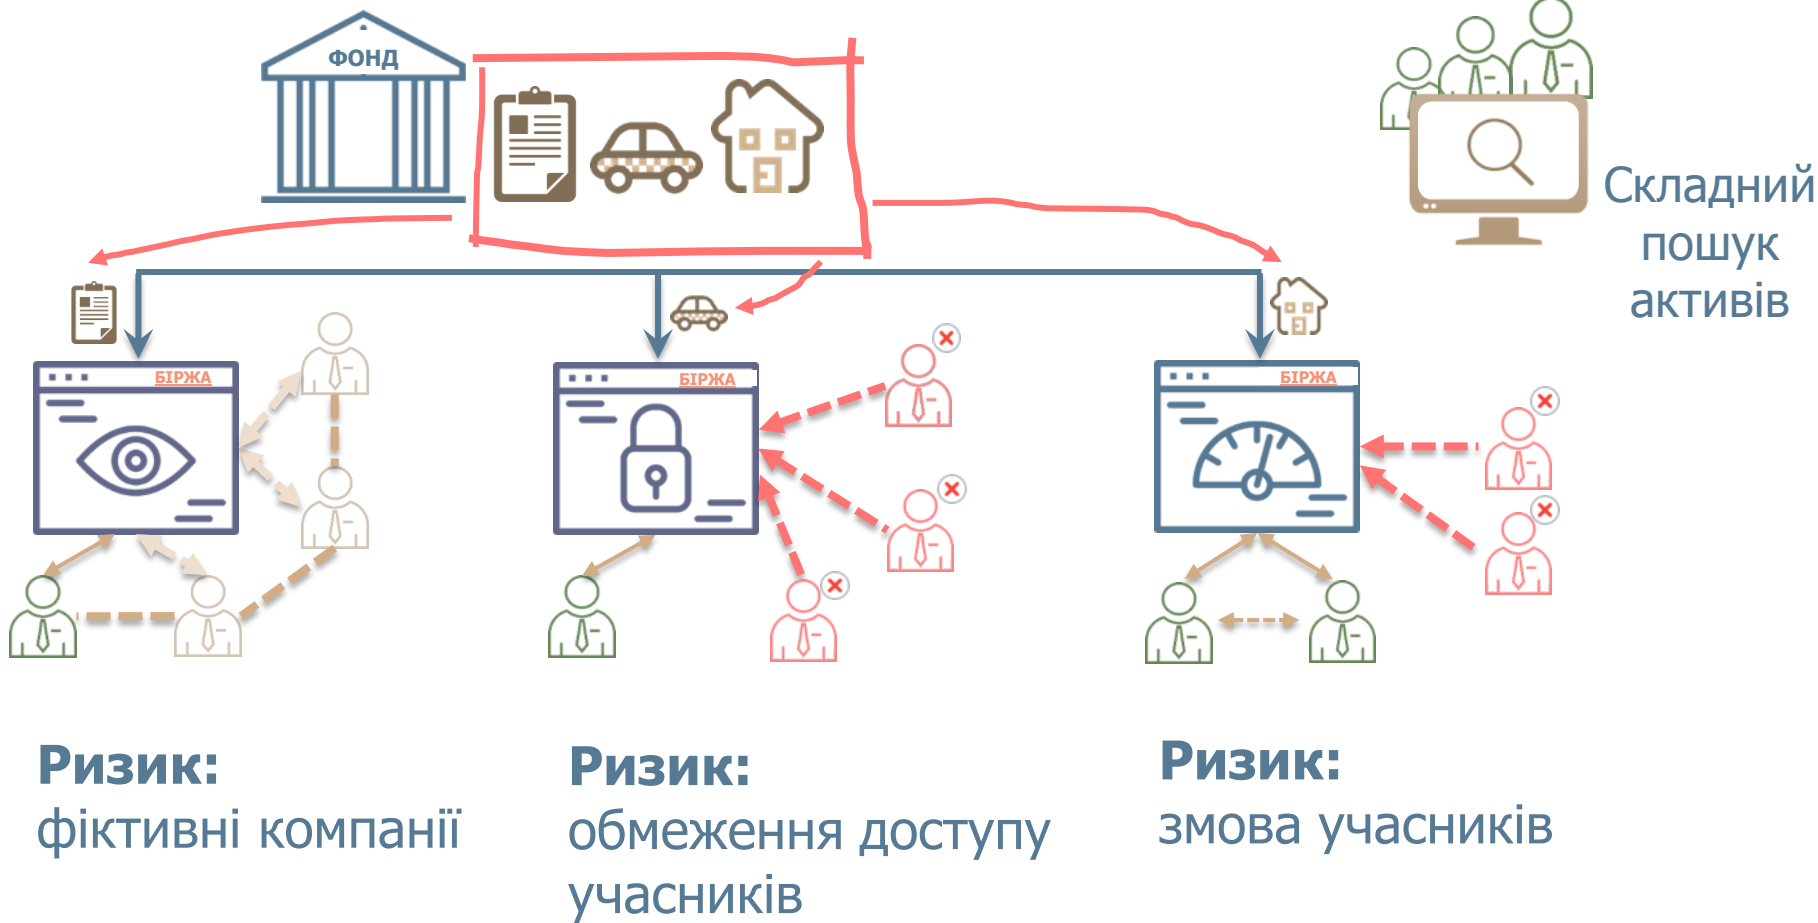 ФОНД
Складний
пошук
активів
БІРЖА
БІРЖА
БІРЖА
Ризик:
фіктивні компанії
Ризик:
обмеження доступу
учасників
Ризик:
змова учасників